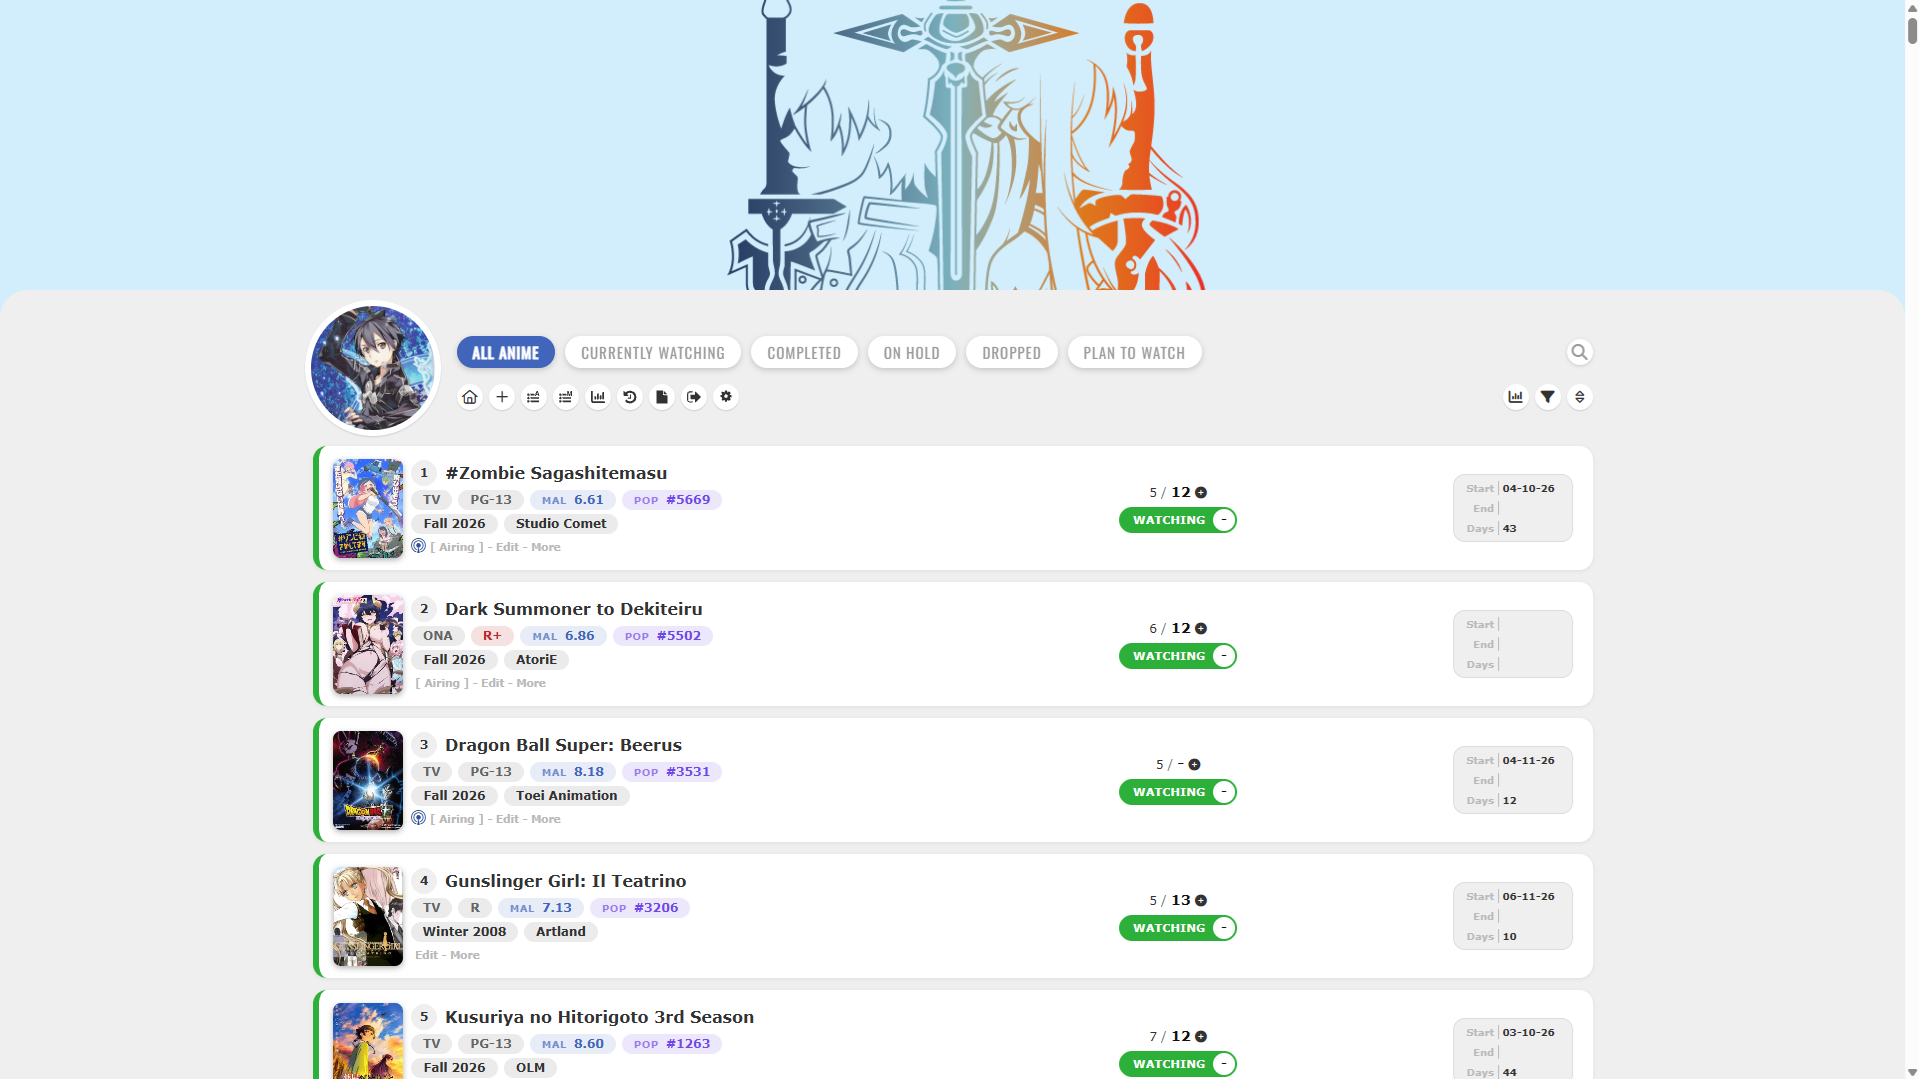 ALL ANIME
CURRENTLY WATCHING
COMPLETED
ON HOLD
DROPPED
PLAN TO WATCH
1 #Zombie Sagashitemasu
TV PG-13 MAL 6.61 POP #5669
Fall 2026 Studio Comet
[ Airing ] - Edit - More
5 / 12
WATCHING -
Start 04-10-26
End
Days 43
2 Dark Summoner to Dekiteiru
ONA R+ MAL 6.86 POP #5502
Fall 2026 AtoriE
[ Airing ] - Edit - More
6 / 12
WATCHING -
Start
End
Days
3 Dragon Ball Super: Beerus
TV PG-13 MAL 8.18 POP #3531
Fall 2026 Toei Animation
[ Airing ] - Edit - More
5 / -
WATCHING -
Start 04-11-26
End
Days 12
4 Gunslinger Girl: Il Teatrino
TV R MAL 7.13 POP #3206
Winter 2008 Artland
Edit - More
5 / 13
WATCHING -
Start 06-11-26
End
Days 10
5 Kusuriya no Hitorigoto 3rd Season
TV PG-13 MAL 8.60 POP #1263
Fall 2026 OLM
7 / 12
WATCHING -
Start 03-10-26
End
Days 44